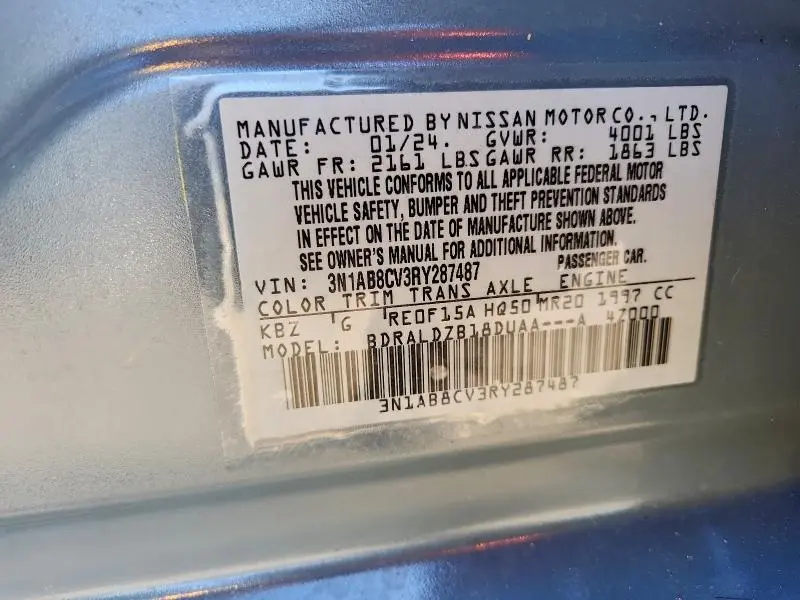 MANUFACTURED BY NISSAN MOTOR CO., LTD.
DATE: 01/24. GVWR: 4001 LBS
GAWR FR: 2161 LBS GAWR RR: 1863 LBS
THIS VEHICLE CONFORMS TO ALL APPLICABLE FEDERAL MOTOR
VEHICLE SAFETY, BUMPER AND THEFT PREVENTION STANDARDS
IN EFFECT ON THE DATE OF MANUFACTURE SHOWN ABOVE.
SEE OWNER'S MANUAL FOR ADDITIONAL INFORMATION.
VIN: 3N1AB8CV3RY287487 PASSENGER CAR.
COLOR TRIM TRANS AXLE ENGINE
KBZ G RE0F15A HQ50 MR20 1997 CC
MODEL: BDRALDZB18DUAA---A 4Z000
3N1AB8CV3RY287487